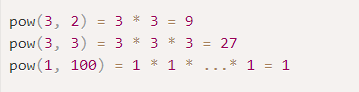 pow(3, 2) = 3 * 3 = 9
pow(3, 3) = 3 * 3 * 3 = 27
pow(1, 100) = 1 * 1 * ...* 1 = 1